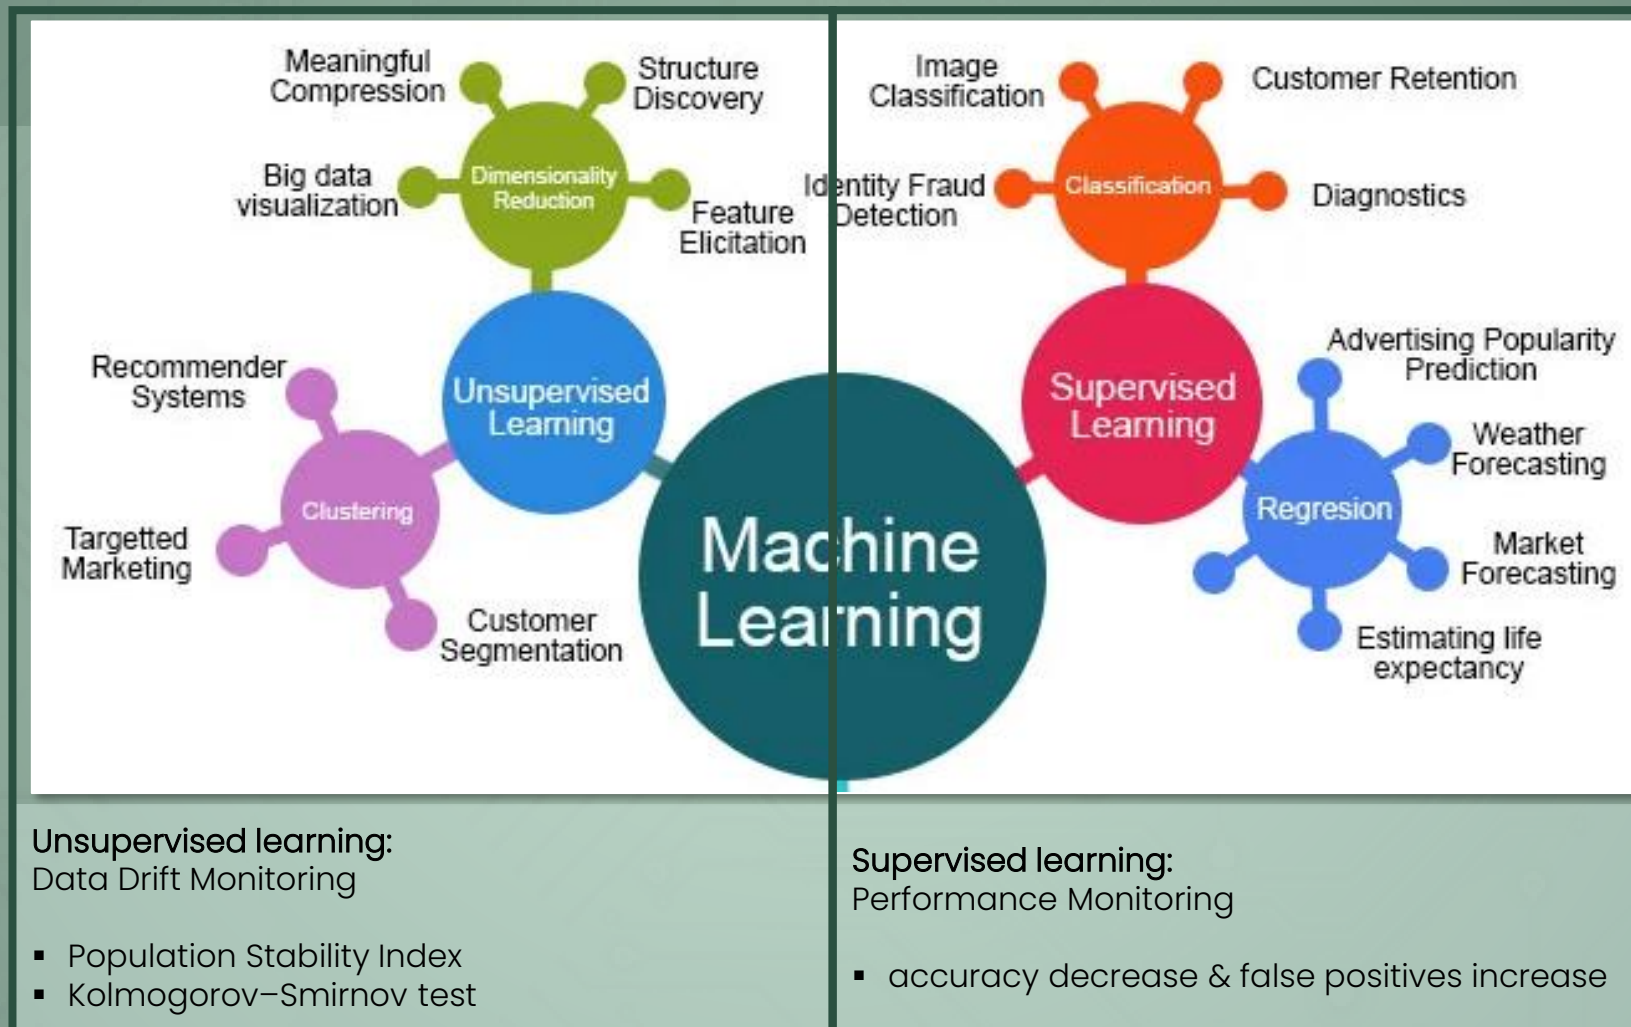 Meaningful
Compression
Structure
Discovery
Big data
visualization
Dimensionality
Reduction
Feature
Elicitation
Recommender
Systems
Unsupervised
Learning
Clustering
Targetted
Marketing
Customer
Segmentation
Machine
Learning
Image
Classification
Customer Retention
Identity Fraud
Detection
Classification
Diagnostics
Supervised
Learning
Advertising Popularity
Prediction
Weather
Forecasting
Regresion
Market
Forecasting
Estimating life
expectancy
Unsupervised learning:
Data Drift Monitoring
▪ Population Stability Index
▪ Kolmogorov–Smirnov test
Supervised learning:
Performance Monitoring
▪ accuracy decrease & false positives increase